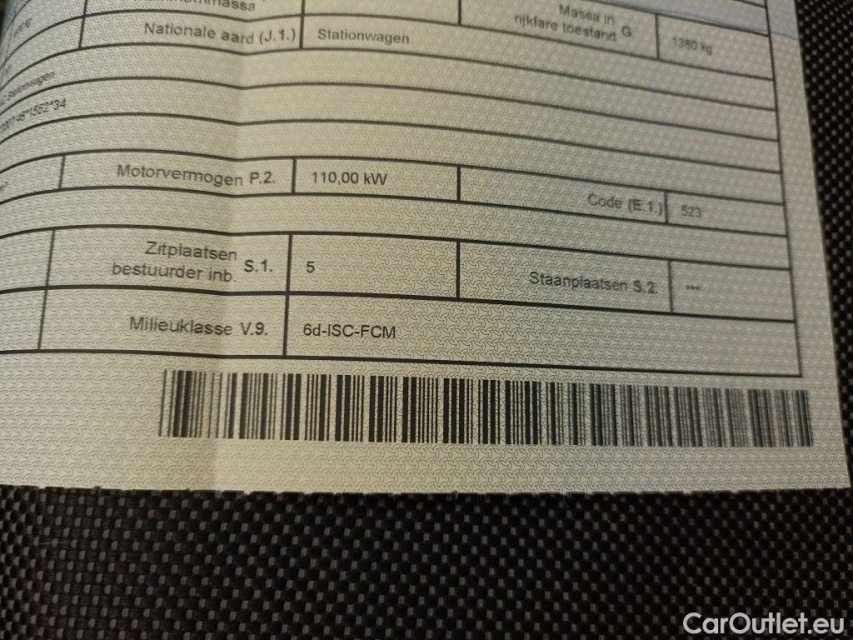 Massa in
rijklare toestand G. 1380 kg
Nationale aard (J.1.) Stationwagen
Motorvermogen P.2. 110,00 kW
Code (E.1.) 523
Zitplaatsen
bestuurder inb. S.1. 5
Staanplaatsen S.2. ---
Milieuklasse V.9. 6d-ISC-FCM
CarOutlet.eu